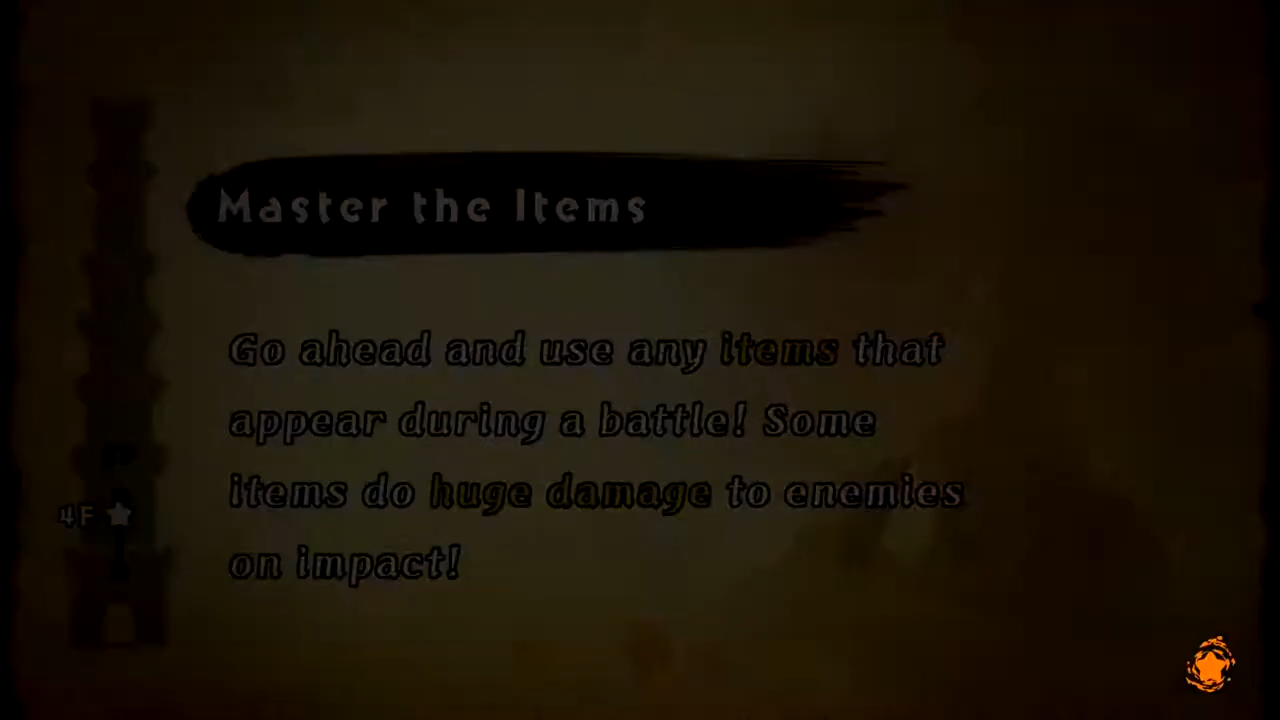 Master the Items
Go ahead and use any items that
appear during a battle! Some
items do huge damage to enemies
on impact!
4F